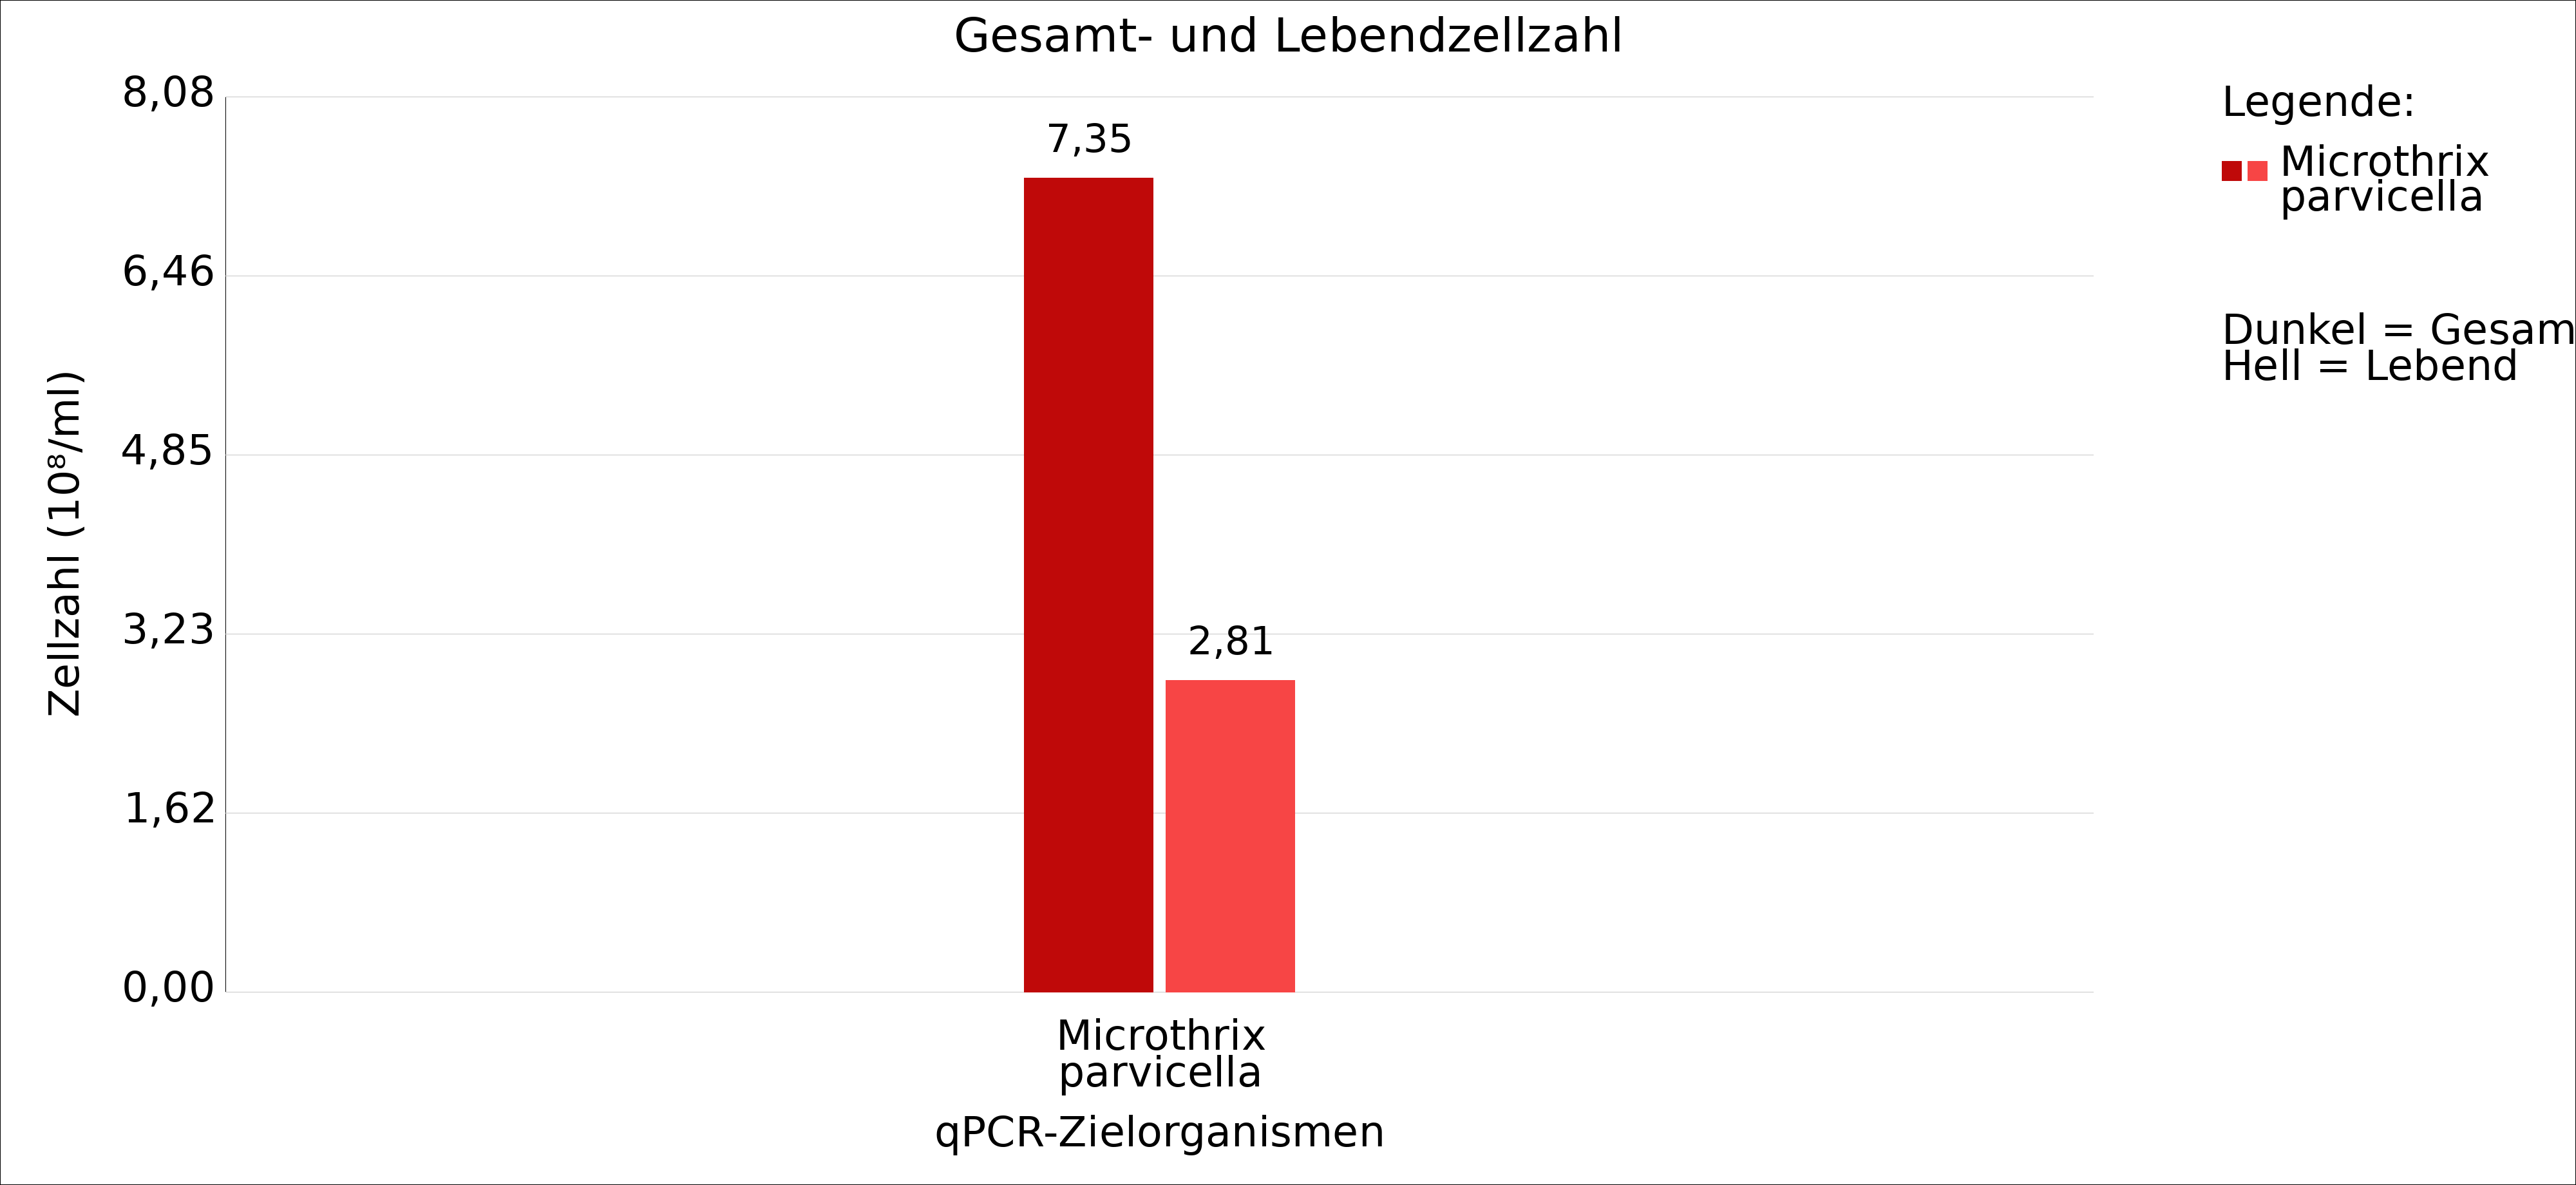 Gesamt- und Lebendzellzahl
8,08
6,46
4,85
3,23
1,62
0,00
Zellzahl (10⁸/ml)
7,35
2,81
Microthrix
parvicella
qPCR-Zielorganismen
Legende:
Microthrix
parvicella
Dunkel = Gesam
Hell = Lebend